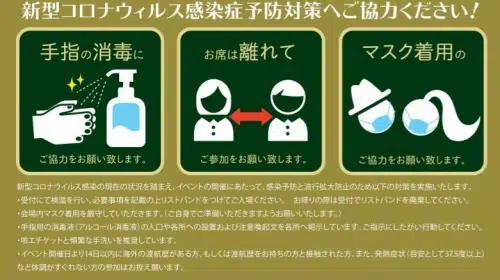 新型コロナウィルス感染症予防対策へご協力ください!
手指の消毒に
ご協力をお願い致します。
お席は離れて
ご参加をお願い致します。
マスク着用の
ご協力をお願い致します。
新型コロナウイルス感染の現在の状況を踏まえ、イベントの開催にあたって、感染予防と流行拡大防止のため以下の対策を実施いたします。
・受付にて検温を行い、必要事項を記載の上リストバンドをつけてご入場ください。 お帰りの際は受付でリストバンドを廃棄してください。
・会場内マスク着用を厳守していただきます。(ご自身でご準備いただきますようお願いいたします。)
・手指用の消毒液(アルコール消毒液)の入口や各所への設置および注意喚起文を各所へ掲示しています。ご指示にしたがい行動してください。
・咳エチケットと頻繁な手洗いを推奨しています。
・イベント開催日より14日以内に海外の渡航歴がある方、もしくは渡航歴をお持ちの方と接触された方、また、発熱症状(目安として37.5度以上)
など体調がすぐれない方の参加はお控え願います。